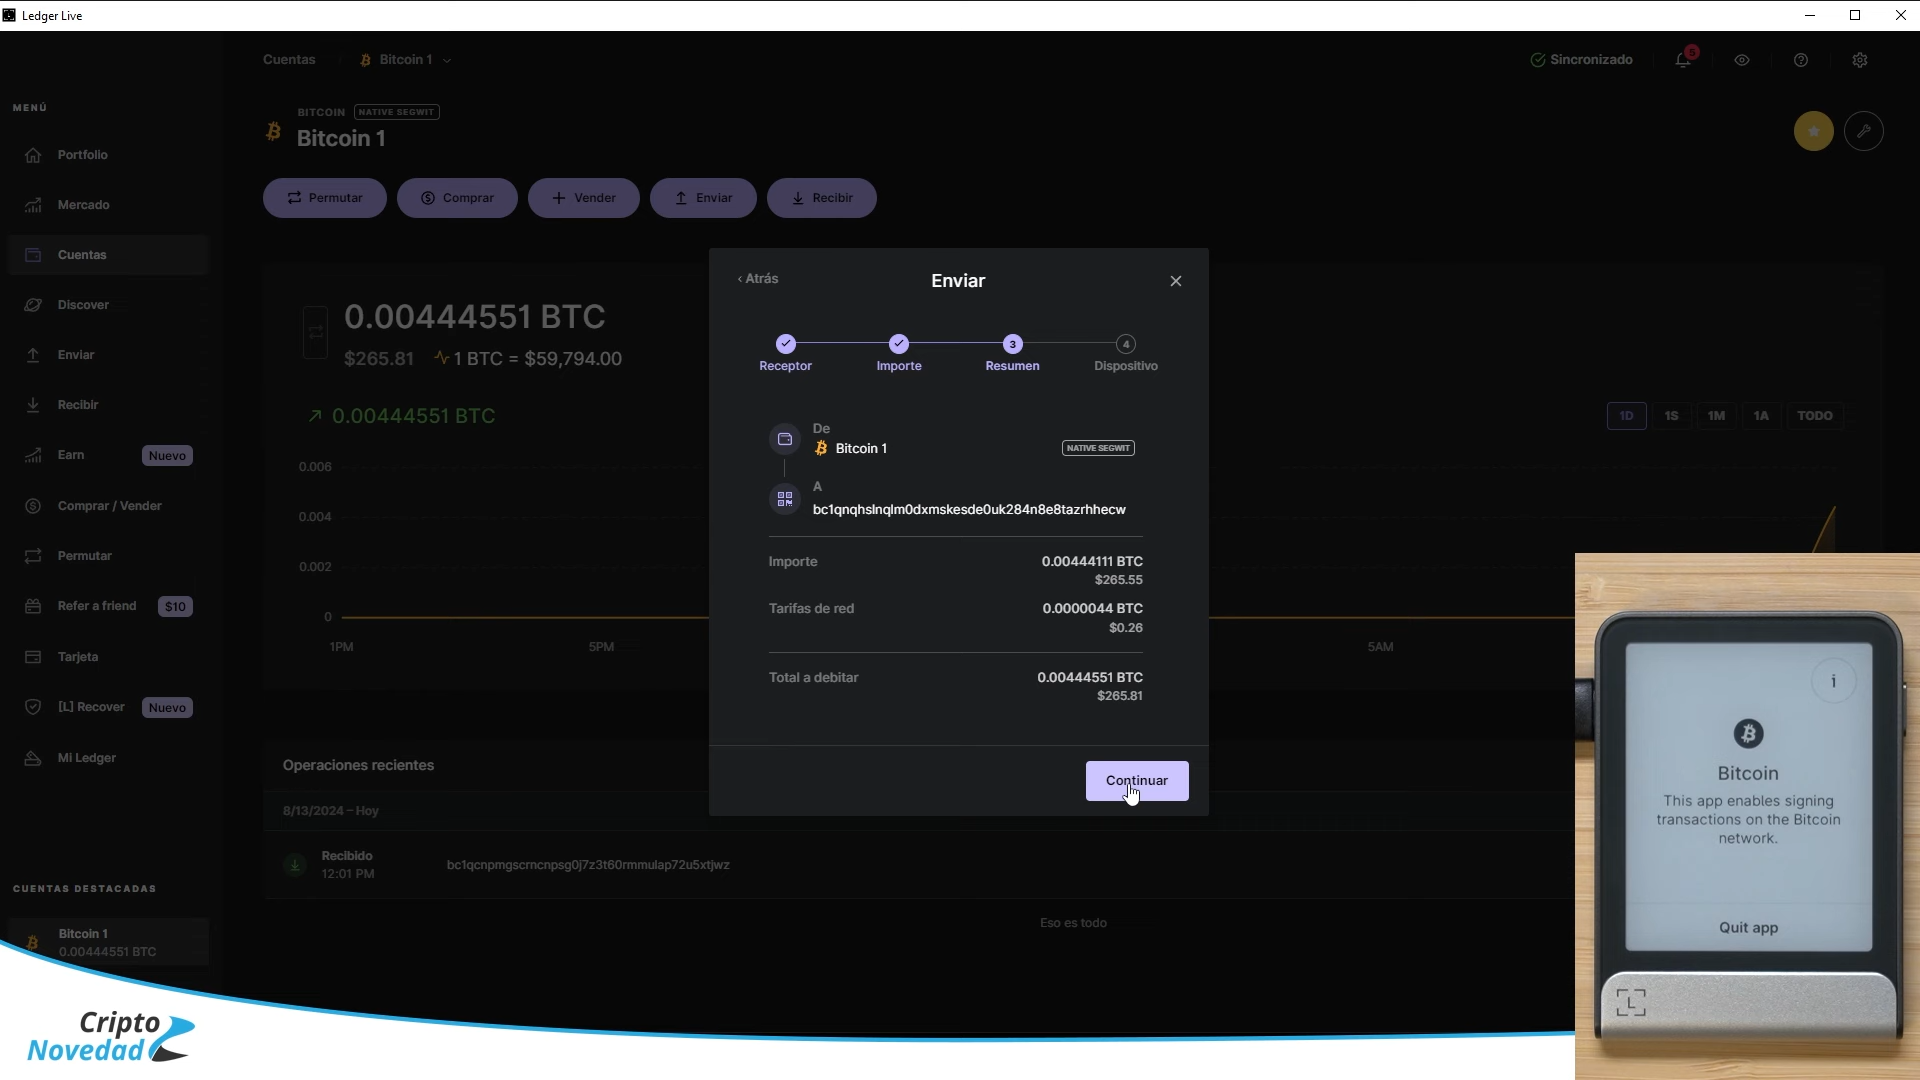 Ledger Live
Cuentas
Bitcoin 1
Sincronizado
MENÚ
BITCOIN
NATIVE SEGWIT
Bitcoin 1
Portfolio
Mercado
Cuentas
Discover
Enviar
Recibir
Earn
Nuevo
Comprar / Vender
Permutar
Refer a friend
$10
Tarjeta
[L] Recover
Nuevo
Mi Ledger
CUENTAS DESTACADAS
Bitcoin 1
0.00444551 BTC
Permutar
Comprar
Vender
Enviar
Recibir
0.00444551 BTC
$265.81
1 BTC = $59,794.00
0.00444551 BTC
1D
1S
1M
1A
TODO
0.006
0.004
0.002
0
1PM
5PM
5AM
Operaciones recientes
8/13/2024 – Hoy
Recibido
12:01 PM
bc1qcnpmgscrncnpsg0j7z3t60rmmulap72u5xtjwz
Eso es todo
‹ Atrás
Enviar
Receptor
Importe
3
Resumen
4
Dispositivo
De
Bitcoin 1
NATIVE SEGWIT
A
bc1qnqhslnqlm0dxmskesde0uk284n8e8tazrhhecw
Importe
0.00444111 BTC
$265.55
Tarifas de red
0.0000044 BTC
$0.26
Total a debitar
0.00444551 BTC
$265.81
Continuar
i
Bitcoin
This app enables signing
transactions on the Bitcoin
network.
Quit app
Cripto
Novedad